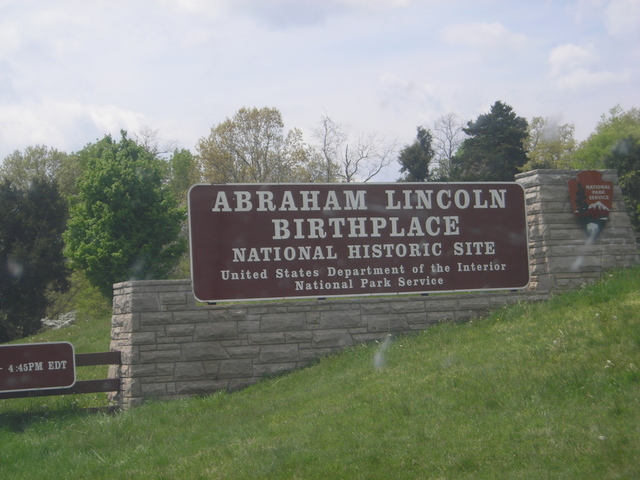 ABRAHAM LINCOLN
BIRTHPLACE
NATIONAL HISTORIC SITE
United States Department of the Interior
National Park Service
NATIONAL
PARK
SERVICE
- 4:45PM EDT